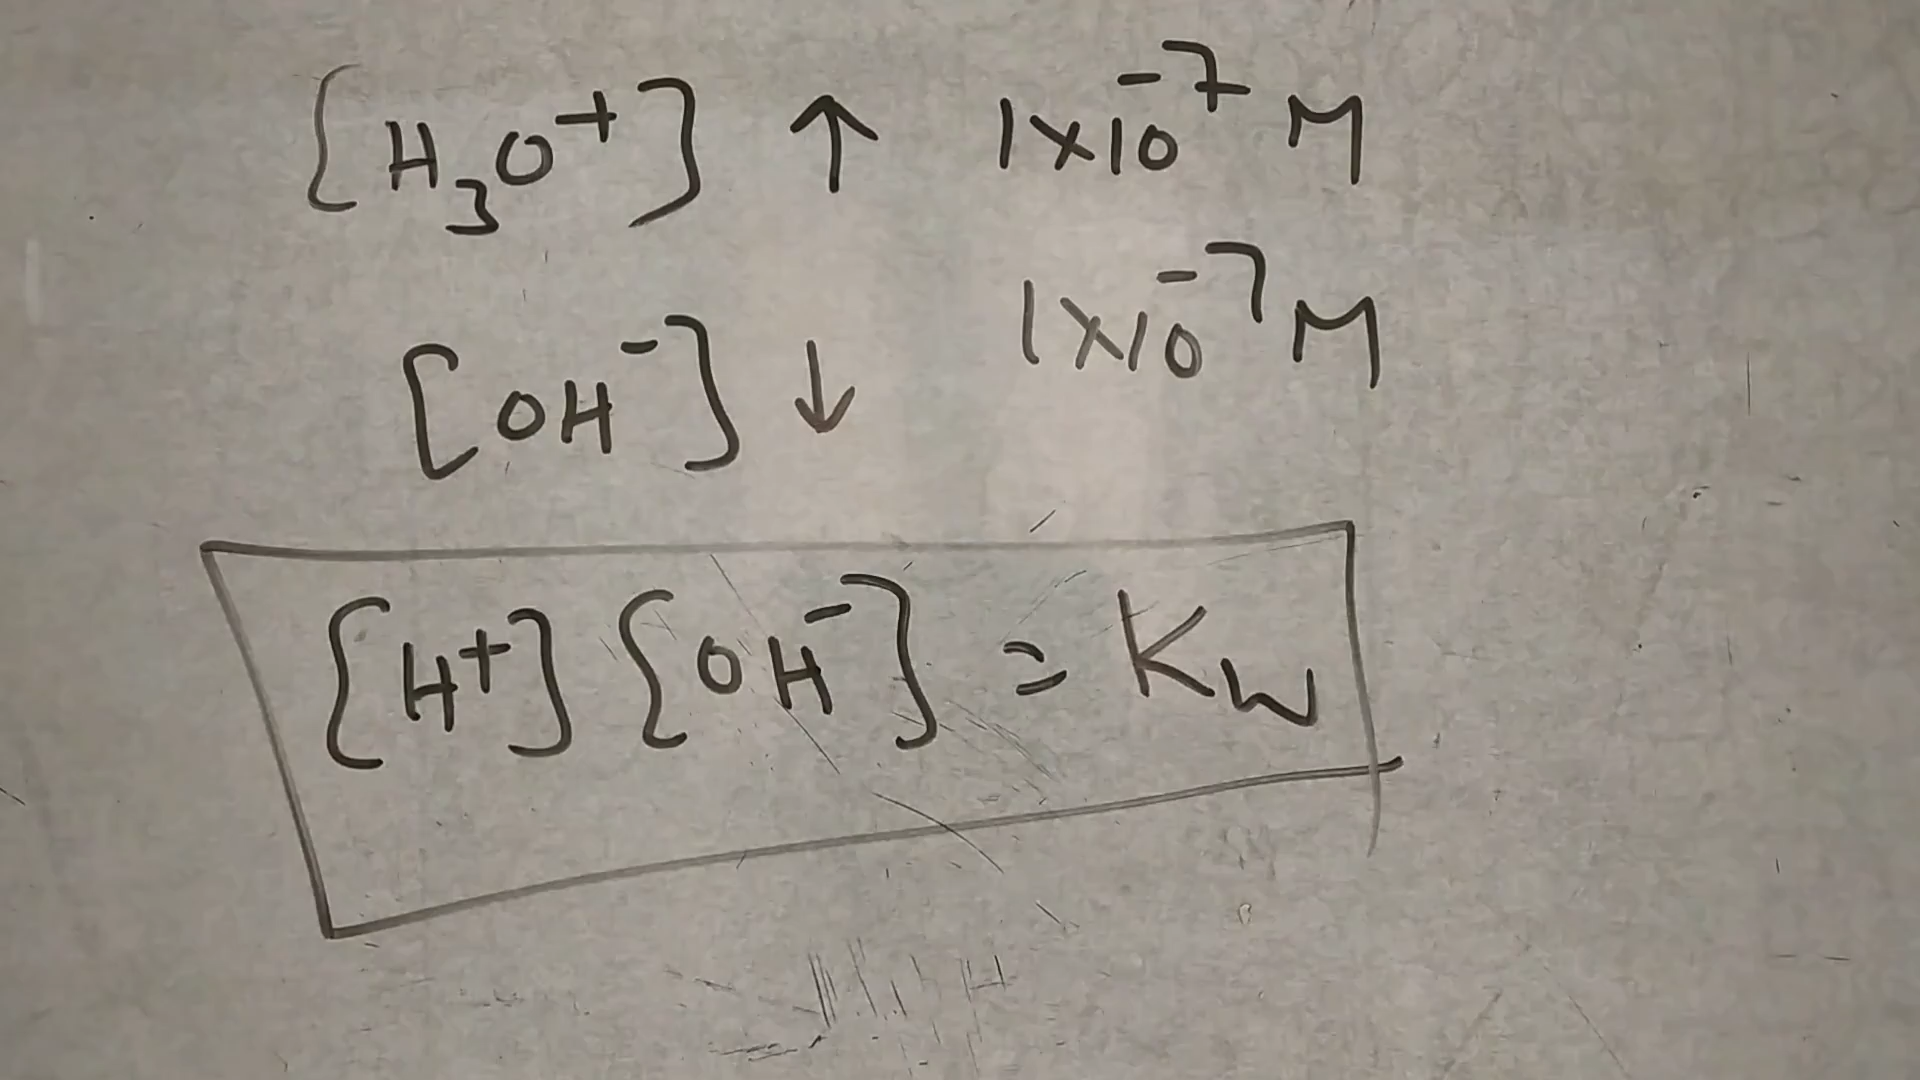 [H₃O⁺] ↑ 1×10⁻⁷ M
[OH⁻] ↓ 1×10⁻⁷ M
[H⁺] [OH⁻] = Kw